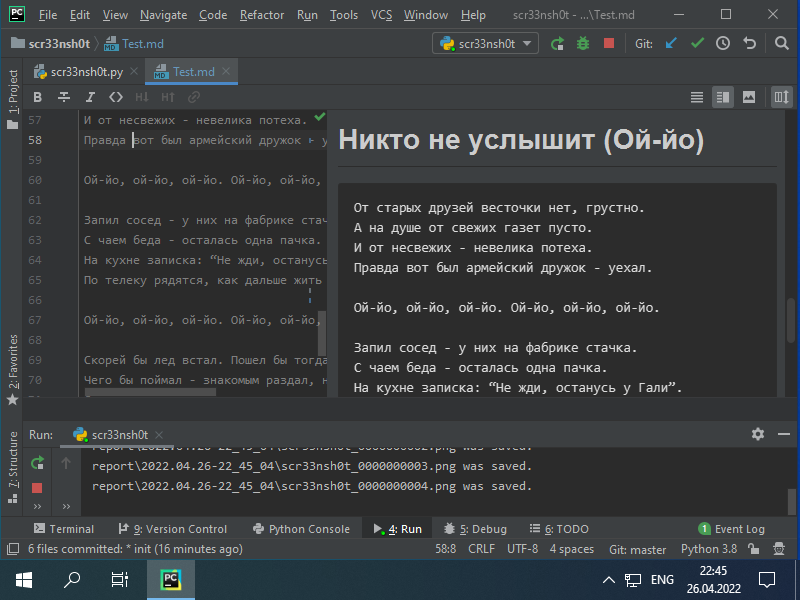 PC File Edit View Navigate Code Refactor Run Tools VCS Window Help scr33nsh0t - ...\Test.md
scr33nsh0t Test.md scr33nsh0t Git:
scr33nsh0t.py Test.md
1: Project
2: Favorites
7: Structure
B I H↓ H↑
57 И от несвежих - невелика потеха.
58 Правда вот был армейский дружок - у
59
60 Ой-йо, ой-йо, ой-йо. Ой-йо, ой-йо,
61
62 Запил сосед - у них на фабрике стач
63 С чаем беда - осталась одна пачка.
64 На кухне записка: “Не жди, останусь
65 По телеку рядятся, как дальше жить
66
67 Ой-йо, ой-йо, ой-йо. Ой-йо, ой-йо,
68
69 Скорей бы лед встал. Пошел бы тогда
70 Чего бы поймал - знакомым раздал, н
Никто не услышит (Ой-йо)
От старых друзей весточки нет, грустно.
А на душе от свежих газет пусто.
И от несвежих - невелика потеха.
Правда вот был армейский дружок - уехал.
Ой-йо, ой-йо, ой-йо. Ой-йо, ой-йо, ой-йо.
Запил сосед - у них на фабрике стачка.
С чаем беда - осталась одна пачка.
На кухне записка: “Не жди, останусь у Гали”.
Run: scr33nsh0t
report\2022.04.26-22_45_04\scr33nsh0t_0000000002.png was saved.
report\2022.04.26-22_45_04\scr33nsh0t_0000000003.png was saved.
report\2022.04.26-22_45_04\scr33nsh0t_0000000004.png was saved.
Terminal 9: Version Control Python Console 4: Run 5: Debug 6: TODO 1 Event Log
6 files committed: * init (16 minutes ago) 58:8 CRLF UTF-8 4 spaces Git: master Python 3.8
PC ENG 22:45
26.04.2022